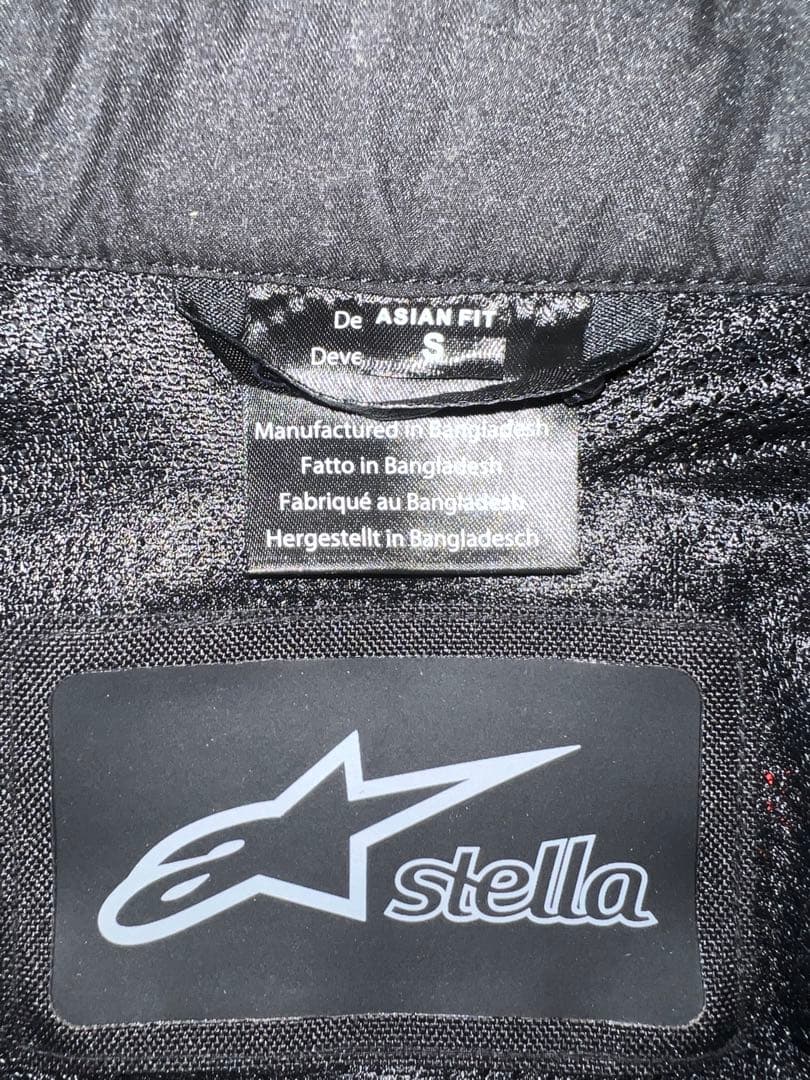 De ASIAN FIT
Deve S
Manufactured in Bangladesh
Fatto in Bangladesh
Fabriqué au Bangladesh
Hergestellt in Bangladesch
stella